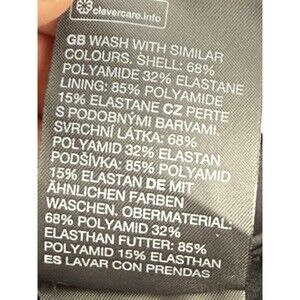 clevercare.info
GB WASH WITH SIMILAR
COLOURS. SHELL: 68%
POLYAMIDE 32% ELASTANE
LINING: 85% POLYAMIDE
15% ELASTANE CZ PERTE
S PODOBNÝMI BARVAMI.
SVRCHNÍ LÁTKA: 68%
POLYAMID 32% ELASTAN
PODŠÍVKA: 85% POLYAMID
15% ELASTAN DE MIT
ÄHNLICHEN FARBEN
WASCHEN. OBERMATERIAL:
68% POLYAMID 32%
ELASTHAN FUTTER: 85%
POLYAMID 15% ELASTHAN
ES LAVAR CON PRENDAS